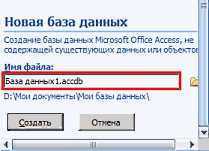 Новая база данных
Создание базы данных Microsoft Office Access, не
содержащей существующих данных или объектов
Имя файла:
База данных1.accdb
D:\Мои документы\Мои базы данных\
Создать Отмена